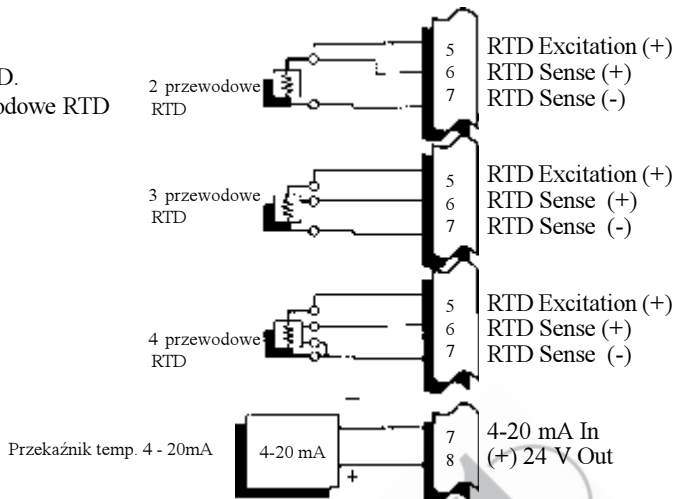 D.
odowe RTD
2 przewodowe
RTD
5 RTD Excitation (+)
6 RTD Sense (+)
7 RTD Sense (-)
3 przewodowe
RTD
5 RTD Excitation (+)
6 RTD Sense (+)
7 RTD Sense (-)
4 przewodowe
RTD
5 RTD Excitation (+)
6 RTD Sense (+)
7 RTD Sense (-)
Przekaźnik temp. 4 - 20mA
4-20 mA
−
+
7 4-20 mA In
8 (+) 24 V Out